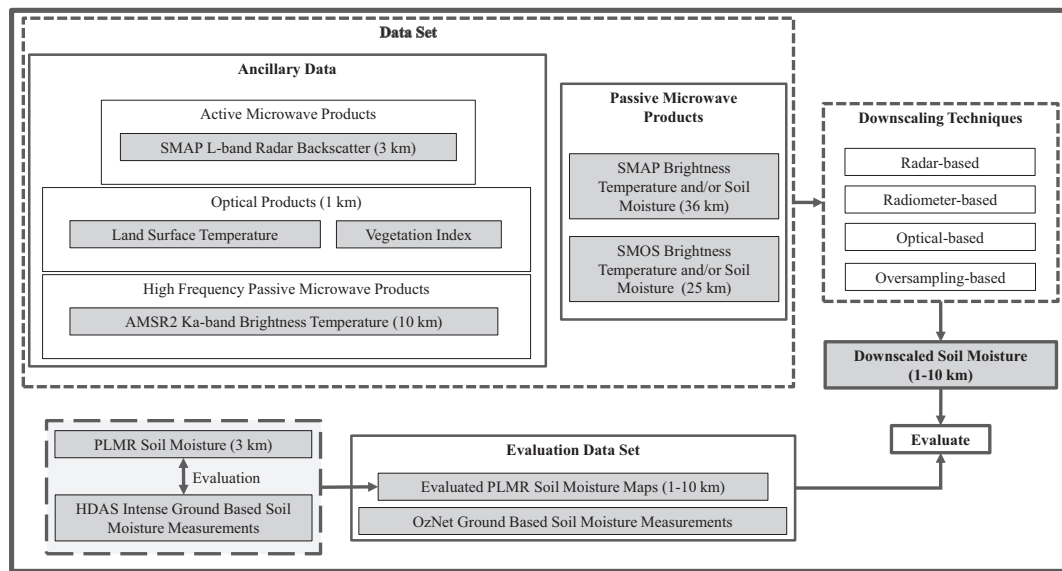 Data Set
Ancillary Data
Active Microwave Products
SMAP L-band Radar Backscatter (3 km)
Optical Products (1 km)
Land Surface Temperature
Vegetation Index
High Frequency Passive Microwave Products
AMSR2 Ka-band Brightness Temperature (10 km)
Passive Microwave
Products
SMAP Brightness
Temperature and/or Soil
Moisture (36 km)
SMOS Brightness
Temperature and/or Soil
Moisture (25 km)
Downscaling Techniques
Radar-based
Radiometer-based
Optical-based
Oversampling-based
Downscaled Soil Moisture
(1-10 km)
Evaluate
PLMR Soil Moisture (3 km)
Evaluation
HDAS Intense Ground Based Soil
Moisture Measurements
Evaluation Data Set
Evaluated PLMR Soil Moisture Maps (1-10 km)
OzNet Ground Based Soil Moisture Measurements